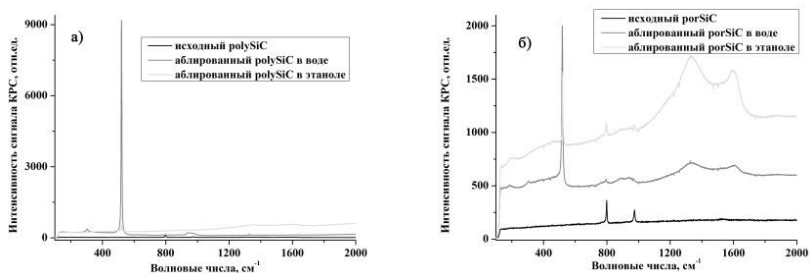 а)
исходный polySiC
аблированный polySiC в воде
аблированный polySiC в этаноле
Интенсивность сигнала КРС, отн.ед.
9000
6000
3000
0
400 800 1200 1600 2000
Волновые числа, см⁻¹
б)
исходный porSiC
аблированный porSiC в воде
аблированный porSiC в этаноле
Интенсивность сигнала КРС, отн.ед.
2000
1500
1000
500
0
400 800 1200 1600 2000
Волновые числа, см⁻¹